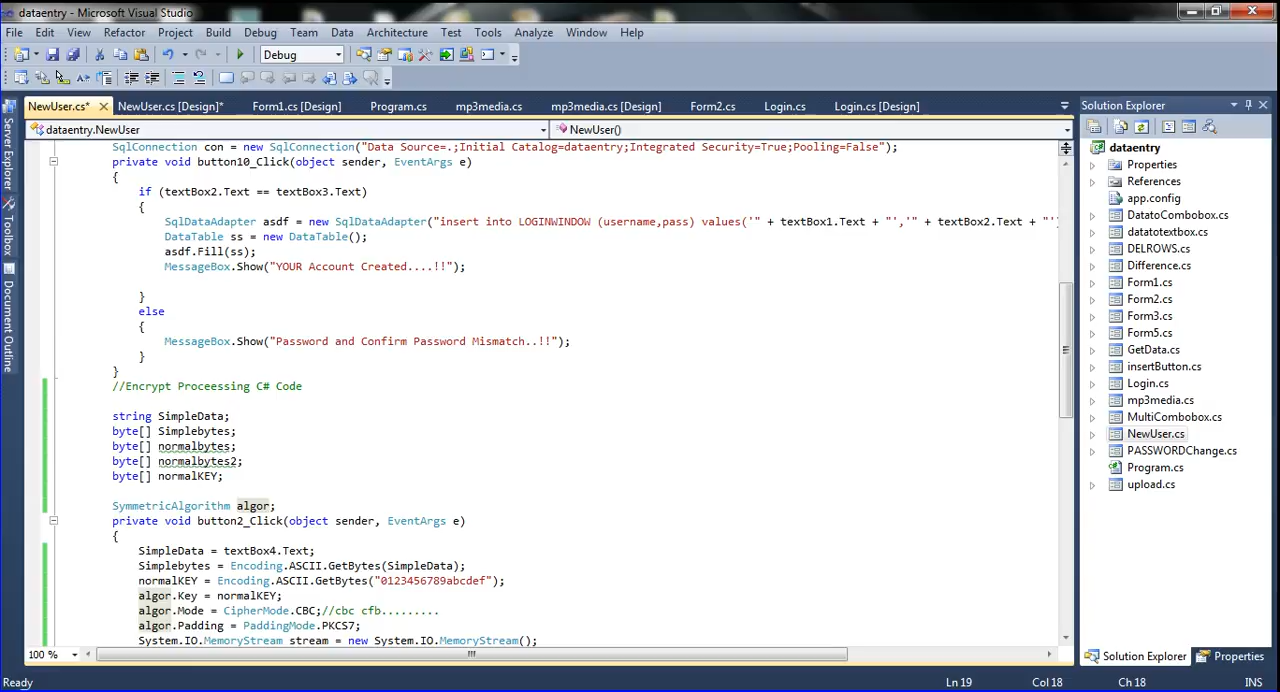 dataentry - Microsoft Visual Studio
File Edit View Refactor Project Build Debug Team Data Architecture Test Tools Analyze Window Help
Debug
NewUser.cs* NewUser.cs [Design]* Form1.cs [Design] Program.cs mp3media.cs mp3media.cs [Design] Form2.cs Login.cs Login.cs [Design]
dataentry.NewUser NewUser()
SqlConnection con = new SqlConnection("Data Source=.;Initial Catalog=dataentry;Integrated Security=True;Pooling=False");
private void button10_Click(object sender, EventArgs e)
{
if (textBox2.Text == textBox3.Text)
{
SqlDataAdapter asdf = new SqlDataAdapter("insert into LOGINWINDOW (username,pass) values('" + textBox1.Text + "','" + textBox2.Text + "'
DataTable ss = new DataTable();
asdf.Fill(ss);
MessageBox.Show("YOUR Account Created....!!");
}
else
{
MessageBox.Show("Password and Confirm Password Mismatch..!!");
}
}
//Encrypt Proceessing C# Code
string SimpleData;
byte[] Simplebytes;
byte[] normalbytes;
byte[] normalbytes2;
byte[] normalKEY;
SymmetricAlgorithm algor;
private void button2_Click(object sender, EventArgs e)
{
SimpleData = textBox4.Text;
Simplebytes = Encoding.ASCII.GetBytes(SimpleData);
normalKEY = Encoding.ASCII.GetBytes("0123456789abcdef");
algor.Key = normalKEY;
algor.Mode = CipherMode.CBC;//cbc cfb.........
algor.Padding = PaddingMode.PKCS7;
System.IO.MemoryStream stream = new System.IO.MemoryStream();
100 %
Server Explorer
Toolbox
Document Outline
Solution Explorer
dataentry
Properties
References
app.config
DatatoCombobox.cs
datatotextbox.cs
DELROWS.cs
Difference.cs
Form1.cs
Form2.cs
Form3.cs
Form5.cs
GetData.cs
insertButton.cs
Login.cs
mp3media.cs
MultiCombobox.cs
NewUser.cs
PASSWORDChange.cs
Program.cs
upload.cs
Solution Explorer Properties
Ready Ln 19 Col 18 Ch 18 INS